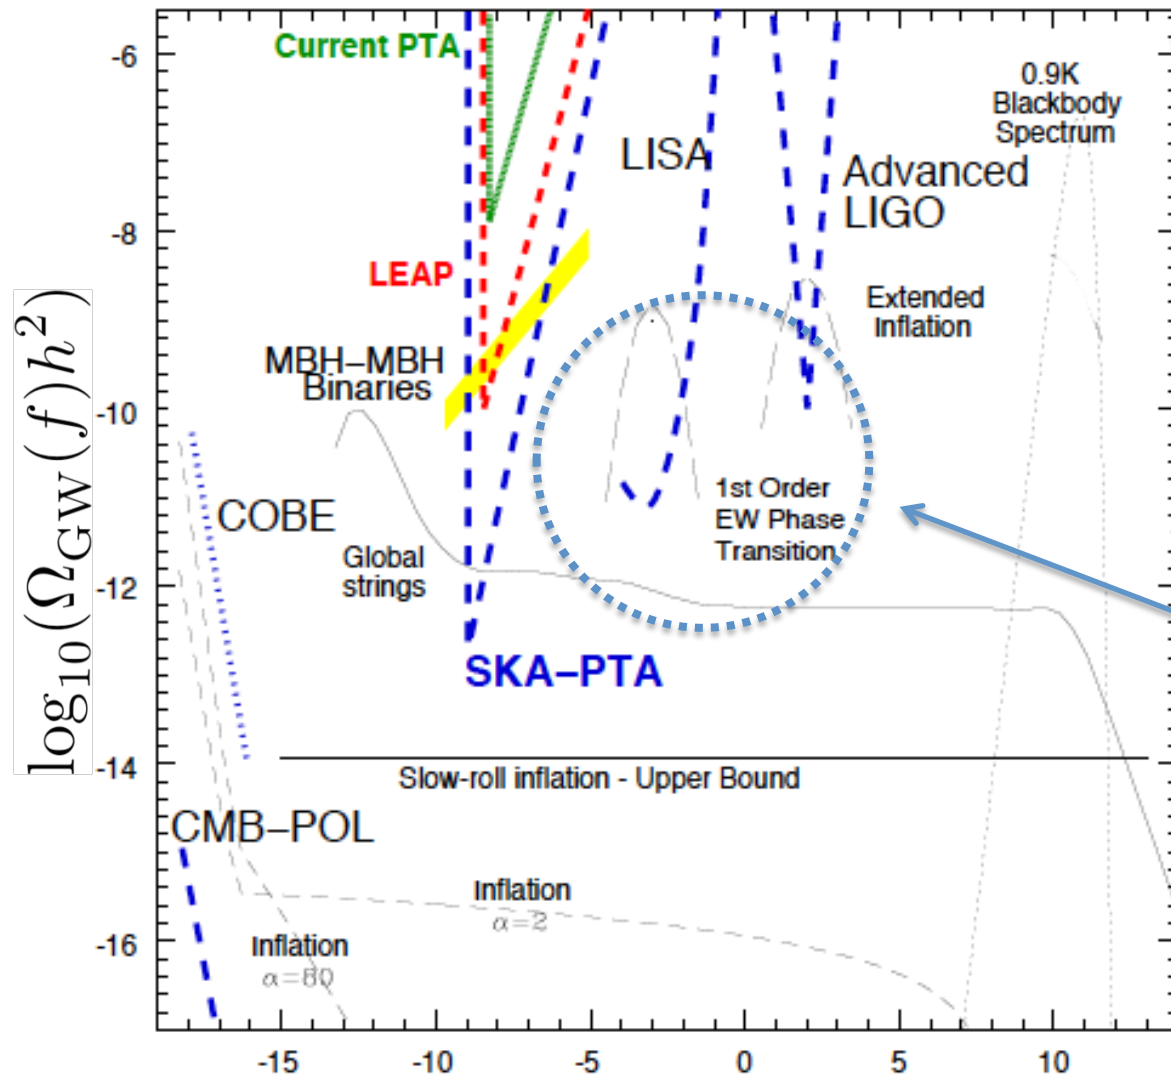 Current PTA
0.9K
Blackbody
Spectrum
LISA
Advanced
LIGO
LEAP
Extended
Inflation
MBH–MBH
Binaries
1st Order
EW Phase
Transition
COBE
Global
strings
SKA–PTA
Slow-roll inflation - Upper Bound
CMB–POL
Inflation
α=2
Inflation
α=80
log₁₀(Ω_GW(f)h²)
-6
-8
-10
-12
-14
-16
-15 -10 -5 0 5 10